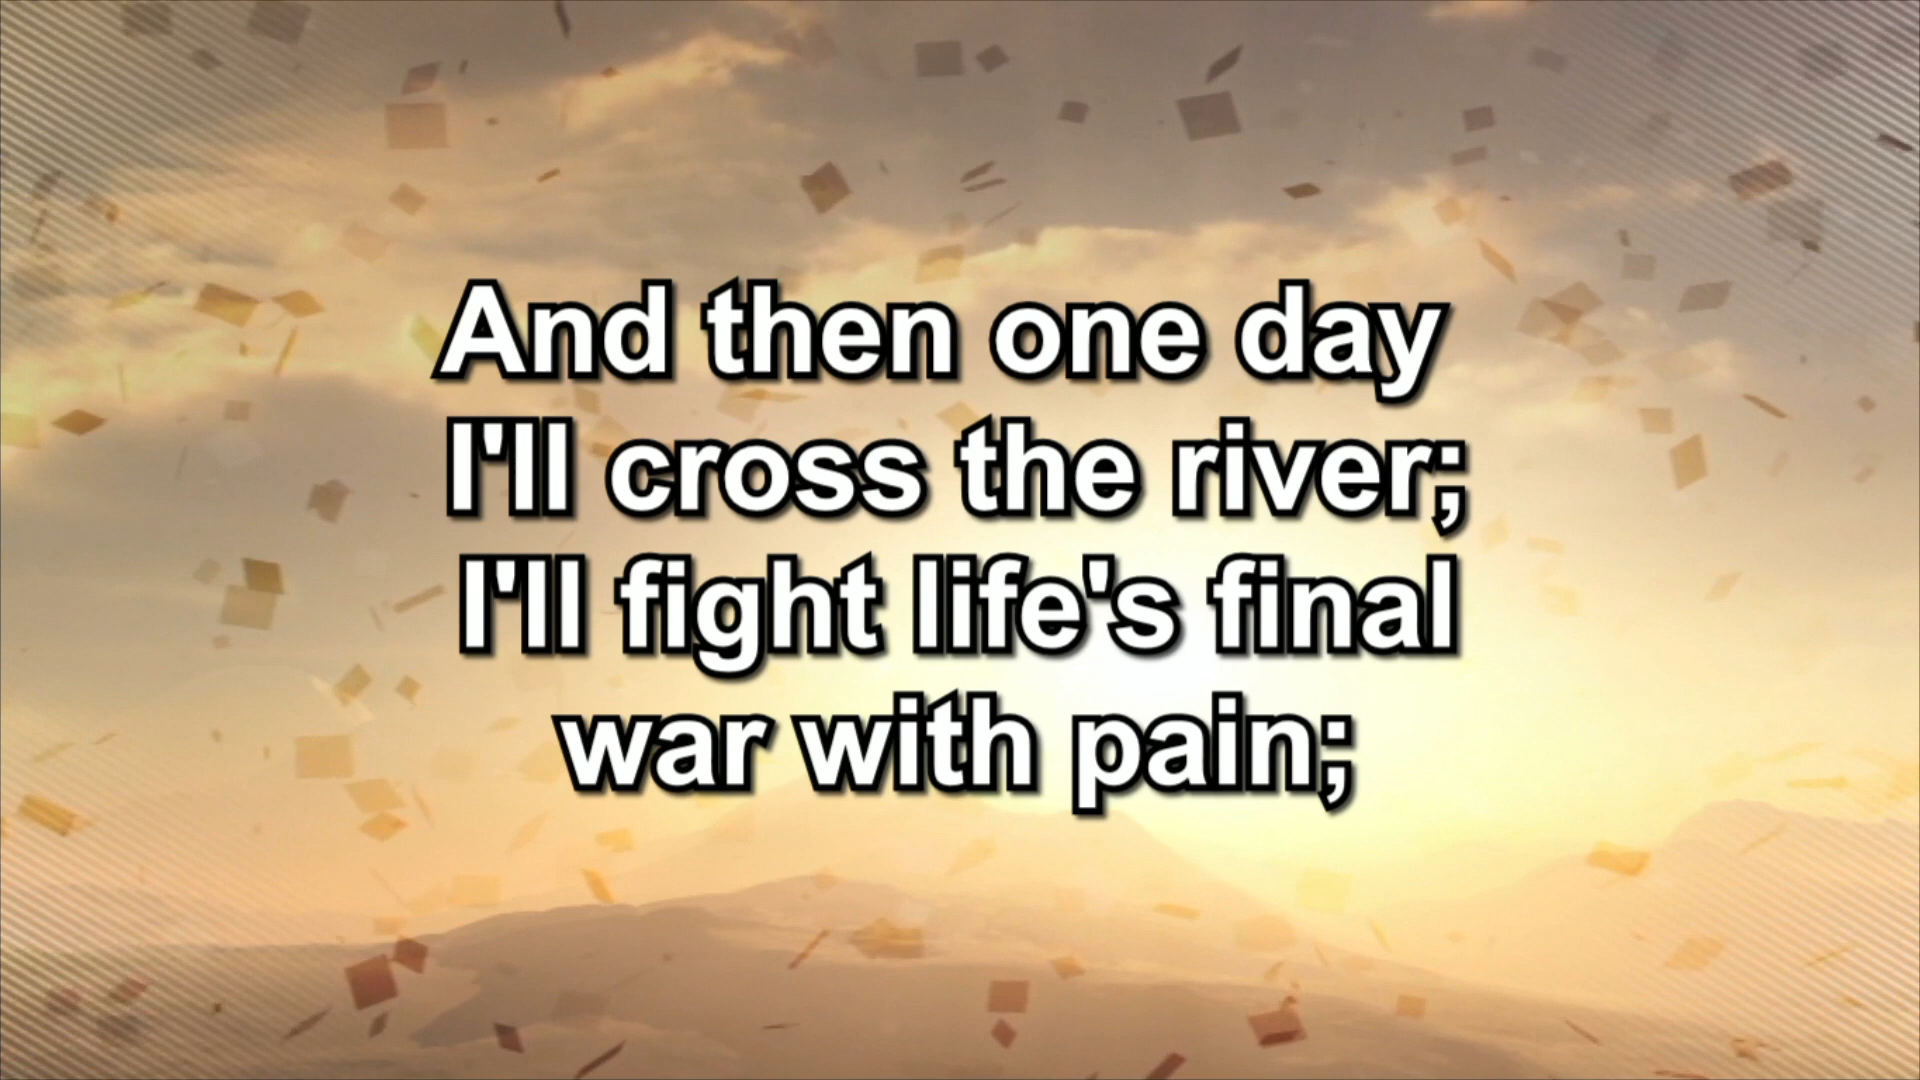 And then one day
I'll cross the river;
I'll fight life's final
war with pain;